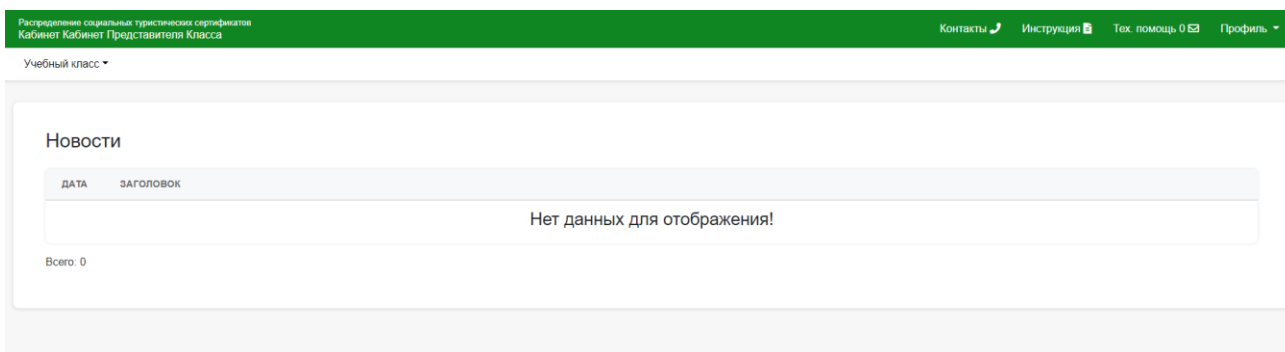 Распределение социальных туристических сертификатов
Кабинет Кабинет Представителя Класса
Контакты Инструкция Тех. помощь 0 Профиль
Учебный класс
Новости
ДАТА ЗАГОЛОВОК
Нет данных для отображения!
Всего: 0